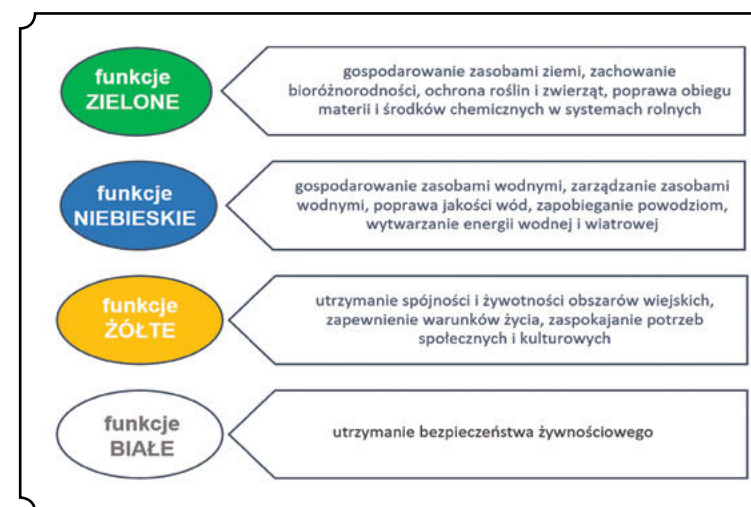 funkcje
ZIELONE
gospodarowanie zasobami ziemi, zachowanie
bioróżnorodności, ochrona roślin i zwierząt, poprawa obiegu
materii i środków chemicznych w systemach rolnych
funkcje
NIEBIESKIE
gospodarowanie zasobami wodnymi, zarządzanie zasobami
wodnymi, poprawa jakości wód, zapobieganie powodziom,
wytwarzanie energii wodnej i wiatrowej
funkcje
ŻÓŁTE
utrzymanie spójności i żywotności obszarów wiejskich,
zapewnienie warunków życia, zaspokajanie potrzeb
społecznych i kulturowych
funkcje
BIAŁE
utrzymanie bezpieczeństwa żywnościowego